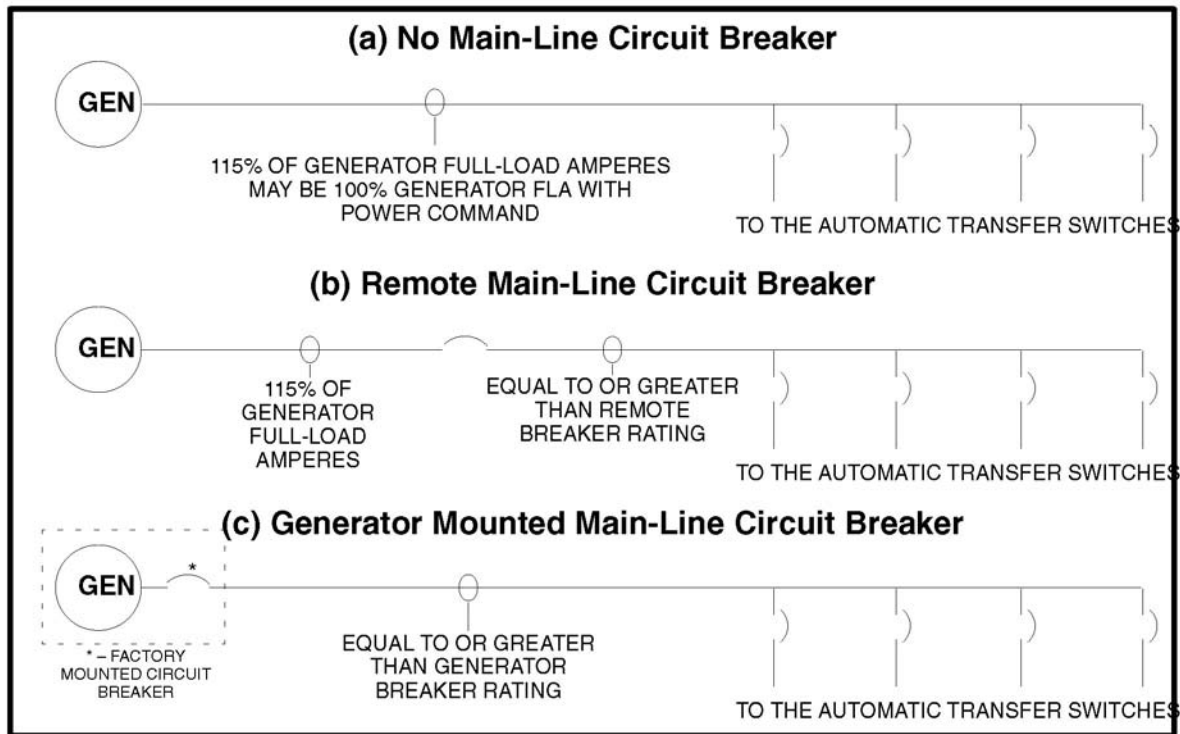 (a) No Main-Line Circuit Breaker
GEN
115% OF GENERATOR FULL-LOAD AMPERES
MAY BE 100% GENERATOR FLA WITH
POWER COMMAND
TO THE AUTOMATIC TRANSFER SWITCHES
(b) Remote Main-Line Circuit Breaker
GEN
115% OF
GENERATOR
FULL-LOAD
AMPERES
EQUAL TO OR GREATER
THAN REMOTE
BREAKER RATING
TO THE AUTOMATIC TRANSFER SWITCHES
(c) Generator Mounted Main-Line Circuit Breaker
GEN
*
* – FACTORY
MOUNTED CIRCUIT
BREAKER
EQUAL TO OR GREATER
THAN GENERATOR
BREAKER RATING
TO THE AUTOMATIC TRANSFER SWITCHES